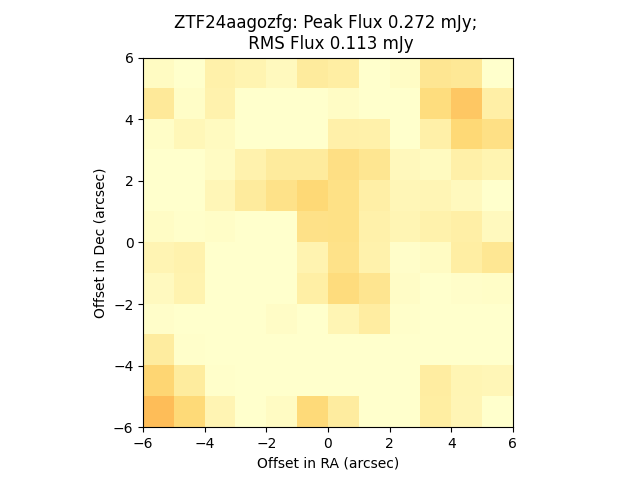 ZTF24aagozfg: Peak Flux 0.272 mJy;
RMS Flux 0.113 mJy
6
4
2
0
−2
−4
−6
Offset in Dec (arcsec)
−6 −4 −2 0 2 4 6
Offset in RA (arcsec)